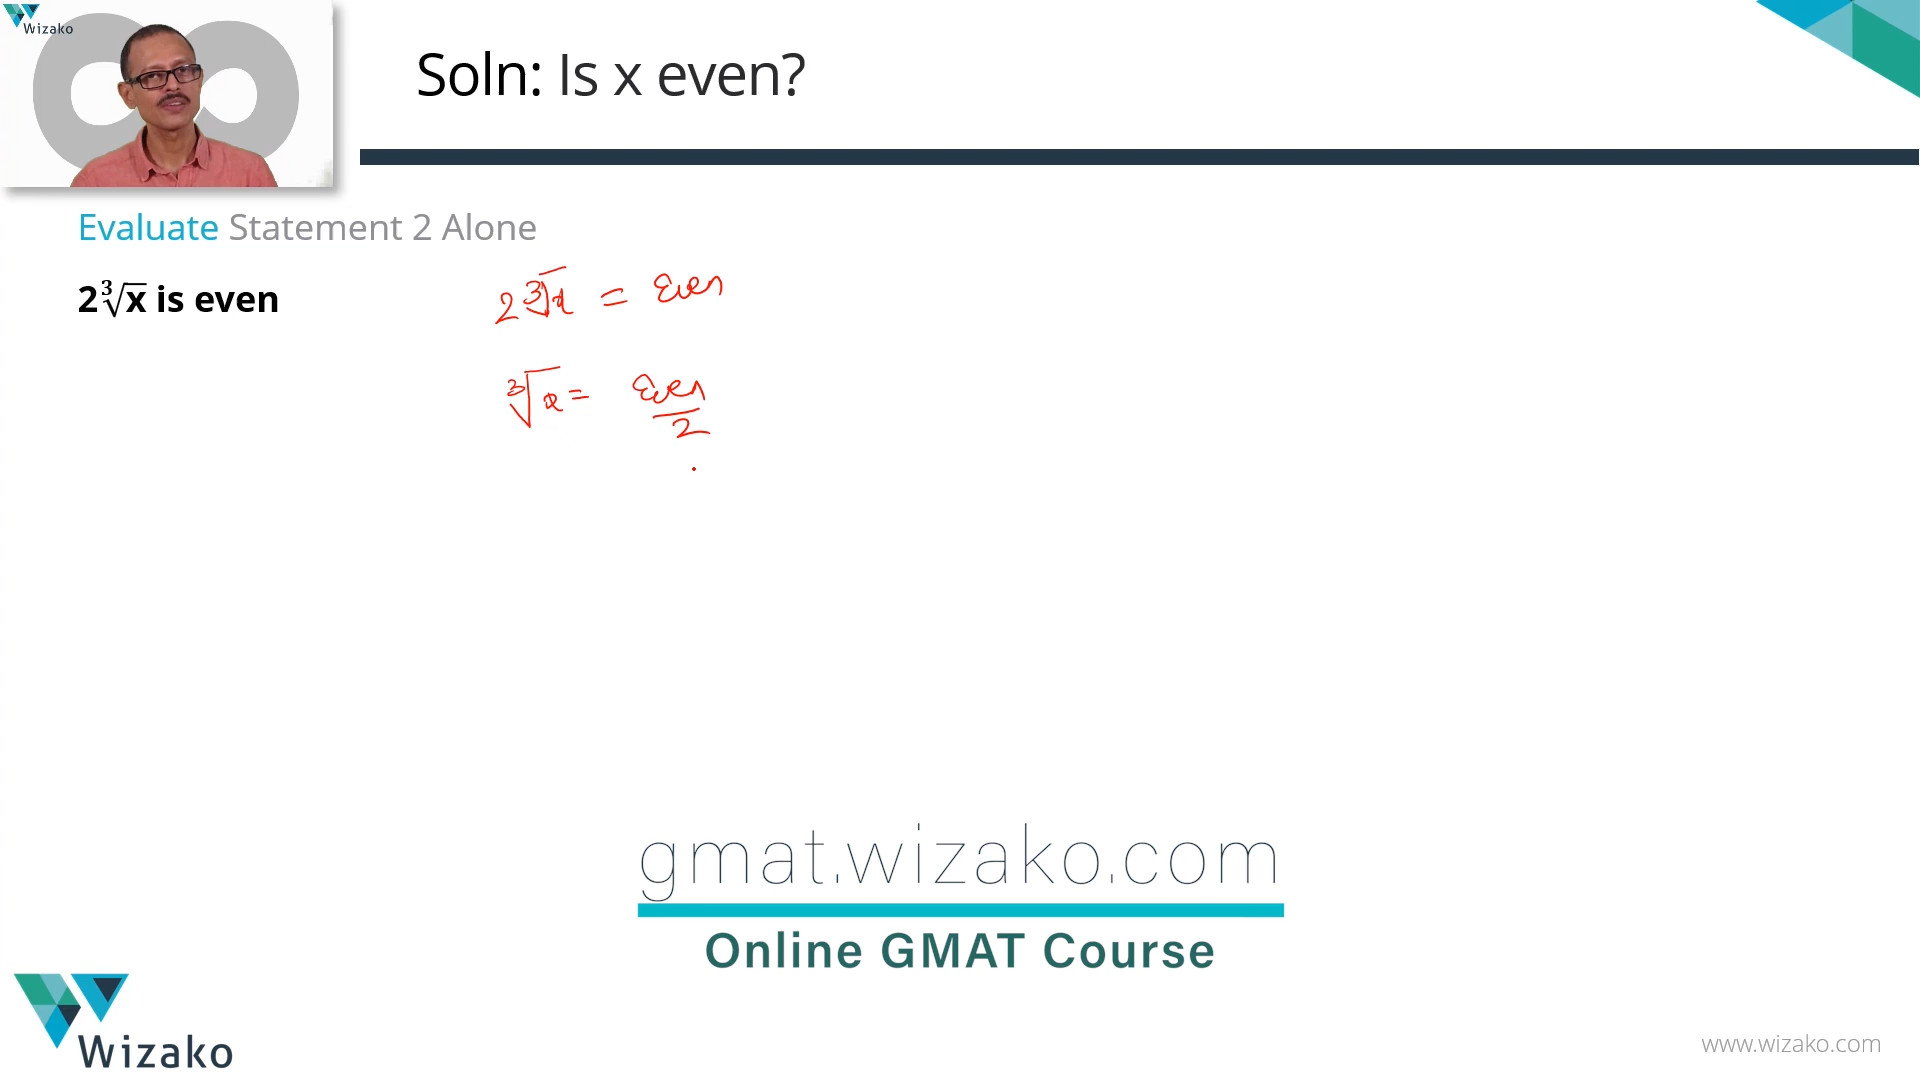 Wizako
Soln: Is x even?
Evaluate Statement 2 Alone
2∛x is even
2∛x = Even
∛x = Even/2
gmat.wizako.com
Online GMAT Course
Wizako
www.wizako.com